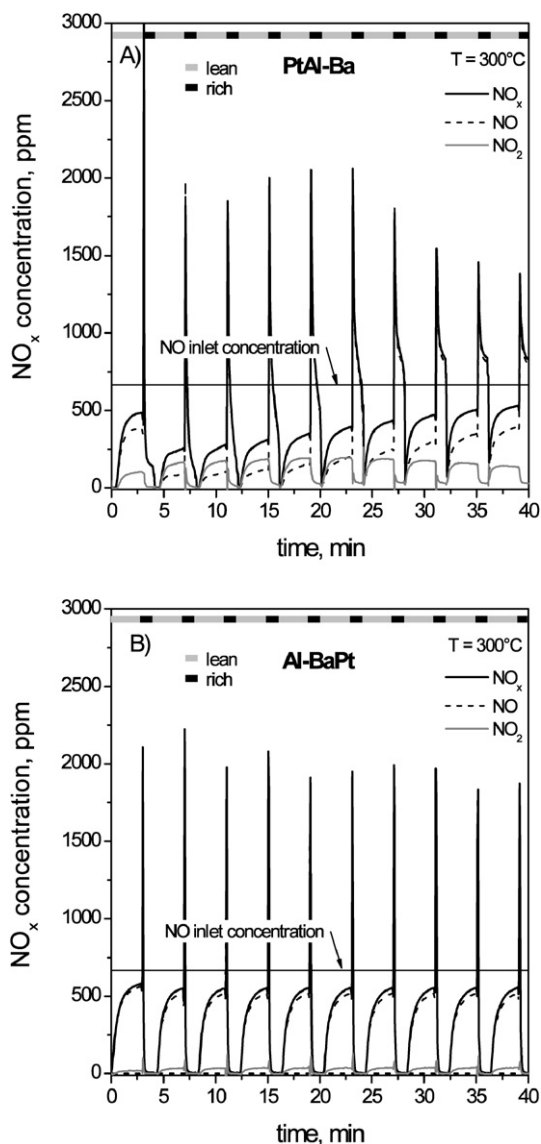 3000
2500
2000
1500
1000
500
0
NOx concentration, ppm
A)
PtAl-Ba
T = 300°C
lean
rich
NOx
NO
NO2
NO inlet concentration
0 5 10 15 20 25 30 35 40
time, min
3000
2500
2000
1500
1000
500
0
NOx concentration, ppm
B)
Al-BaPt
T = 300°C
lean
rich
NOx
NO
NO2
NO inlet concentration
0 5 10 15 20 25 30 35 40
time, min